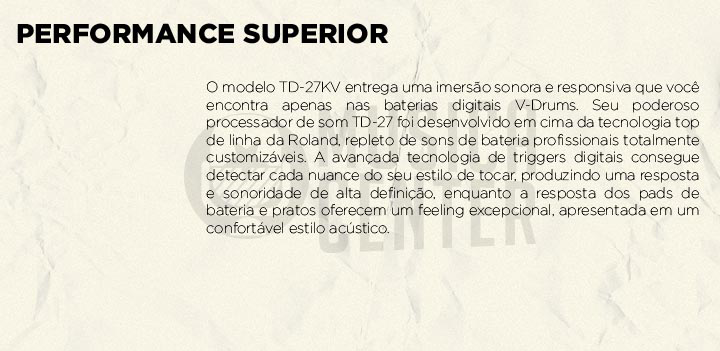 PERFORMANCE SUPERIOR
O modelo TD-27KV entrega uma imersão sonora e responsiva que você
encontra apenas nas baterias digitais V-Drums. Seu poderoso
processador de som TD-27 foi desenvolvido em cima da tecnologia top
de linha da Roland, repleto de sons de bateria profissionais totalmente
customizáveis. A avançada tecnologia de triggers digitais consegue
detectar cada nuance do seu estilo de tocar, produzindo uma resposta
e sonoridade de alta definição, enquanto a resposta dos pads de
bateria e pratos oferecem um feeling excepcional, apresentada em um
confortável estilo acústico.
CENTER